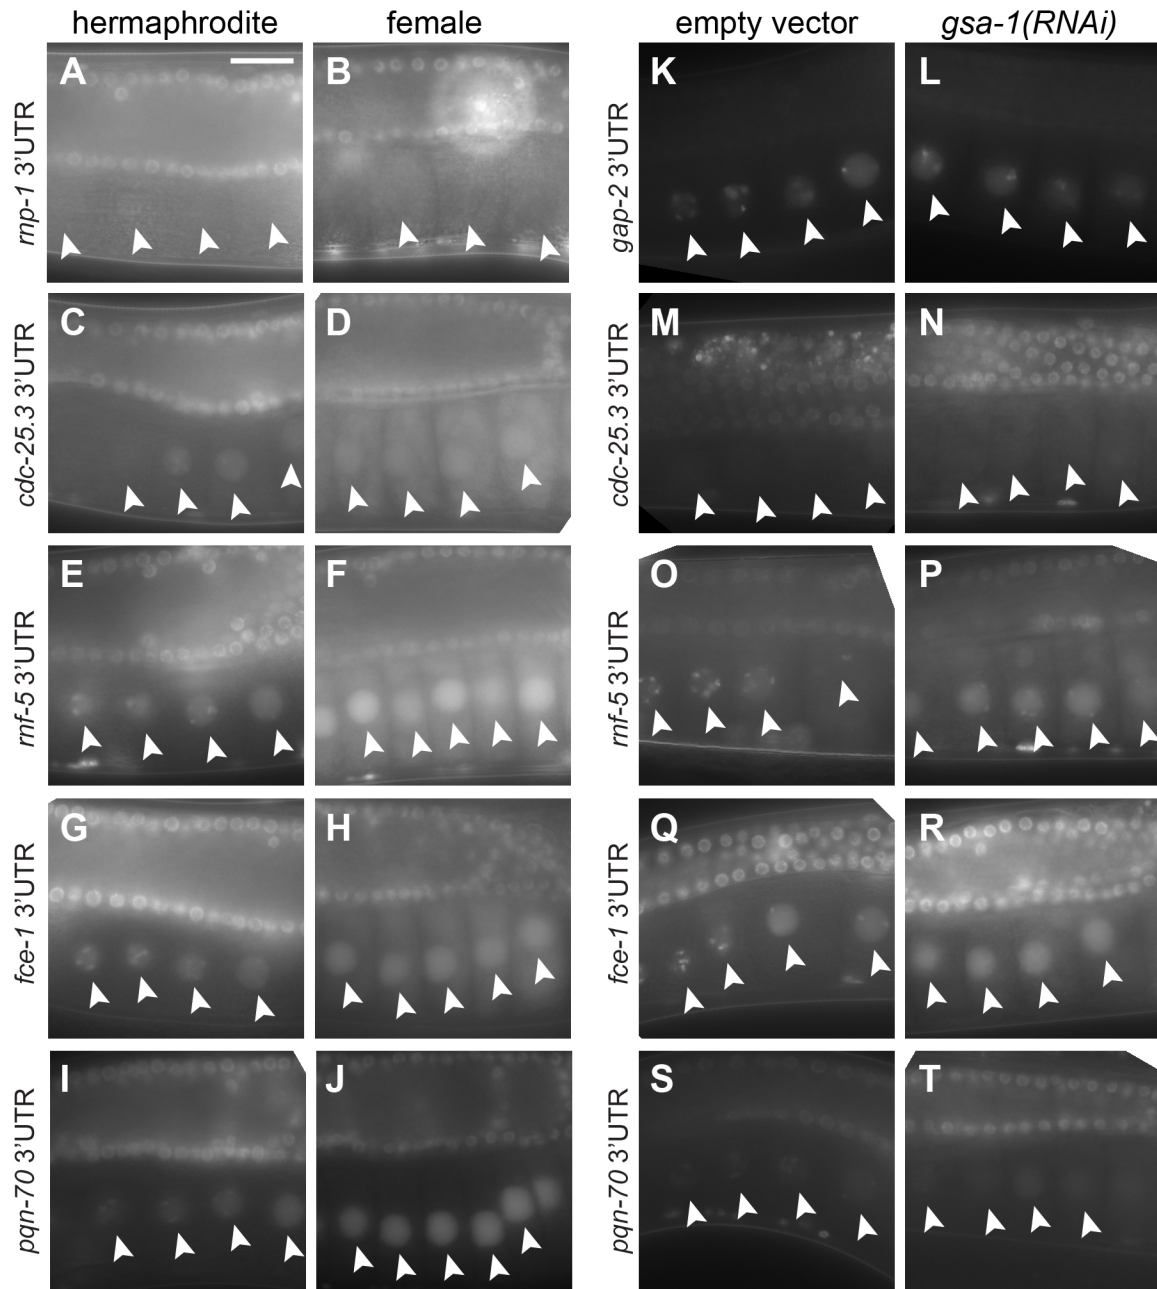 hermaphrodite female empty vector gsa-1(RNAi)
rnp-1 3'UTR A B gap-2 3'UTR K L
cdc-25.3 3'UTR C D cdc-25.3 3'UTR M N
rnf-5 3'UTR E F rnf-5 3'UTR O P
fce-1 3'UTR G H fce-1 3'UTR Q R
pqn-70 3'UTR I J pqn-70 3'UTR S T